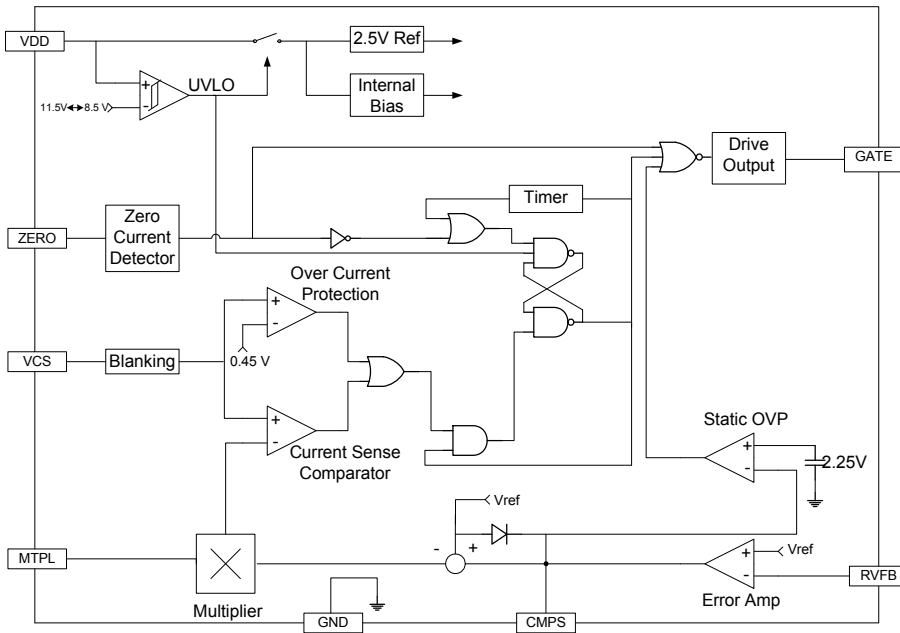 VDD
2.5V Ref
UVLO
Internal
Bias
11.5V↔8.5 V
+
-
Drive
Output
GATE
Timer
ZERO
Zero
Current
Detector
Over Current
Protection
+
-
0.45 V
VCS
Blanking
+
-
Current Sense
Comparator
Static OVP
+
-
2.25V
Vref
-
+
MTPL
Multiplier
Vref
+
-
Error Amp
RVFB
GND
CMPS